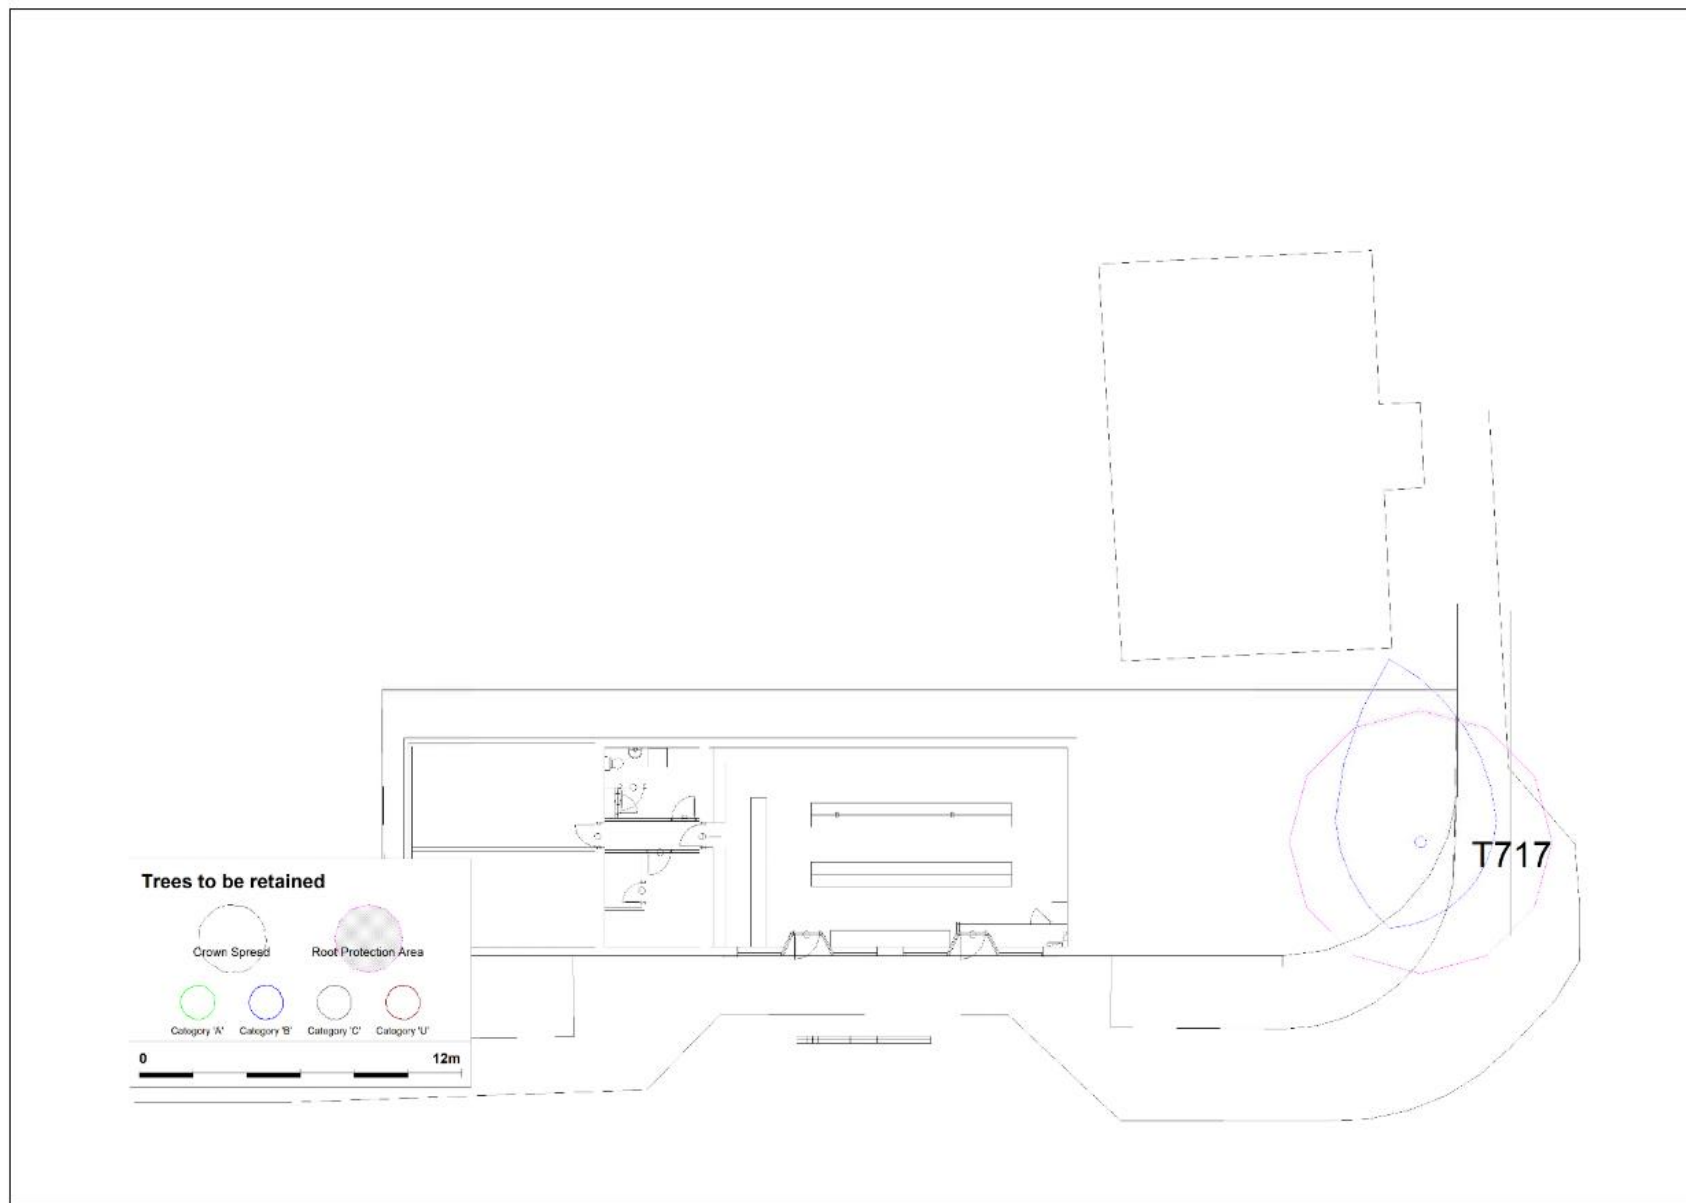 T717
Trees to be retained
Crown Spread Root Protection Area
Category 'A' Category 'B' Category 'C' Category 'U'
0 12m